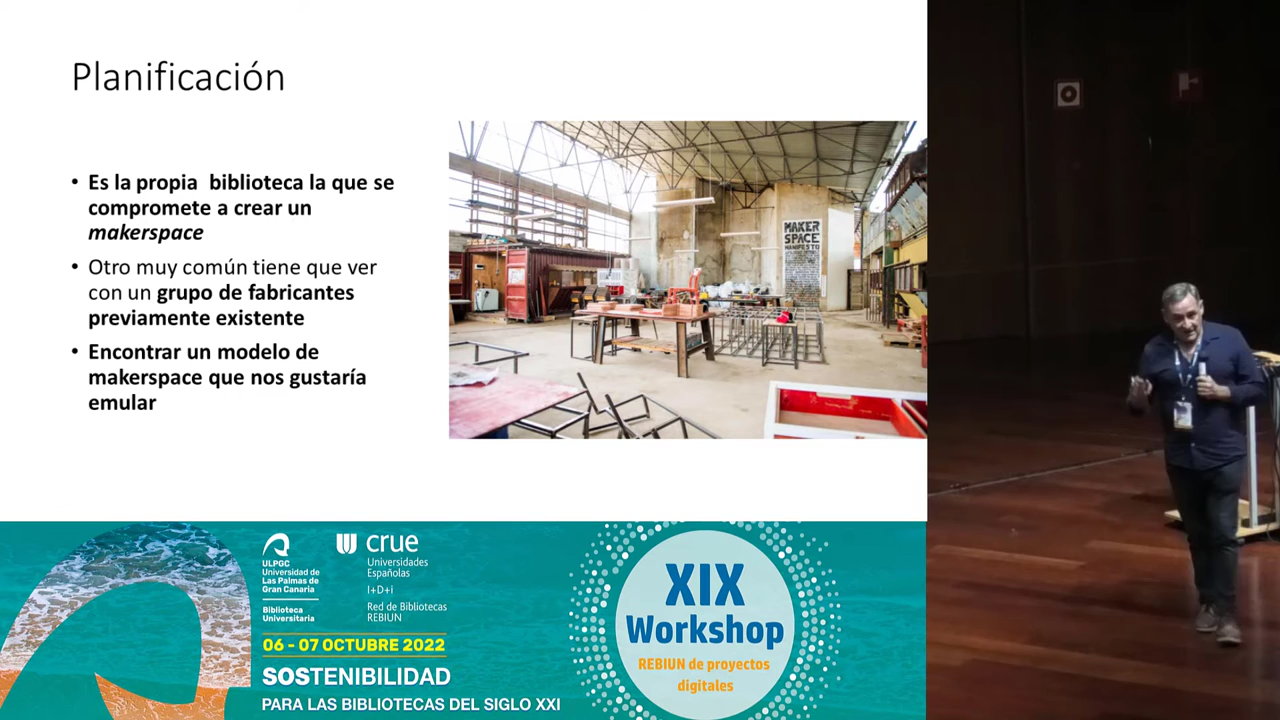 Planificación
• Es la propia biblioteca la que se
compromete a crear un
makerspace
• Otro muy común tiene que ver
con un grupo de fabricantes
previamente existente
• Encontrar un modelo de
makerspace que nos gustaría
emular
MAKER
SPACE
MANIFESTO
ULPGC
Universidad de
Las Palmas de
Gran Canaria
Biblioteca
Universitaria
crue
Universidades
Españolas
I+D+i
Red de Bibliotecas
REBIUN
06 - 07 OCTUBRE 2022
SOSTENIBILIDAD
PARA LAS BIBLIOTECAS DEL SIGLO XXI
XIX
Workshop
REBIUN de proyectos
digitales